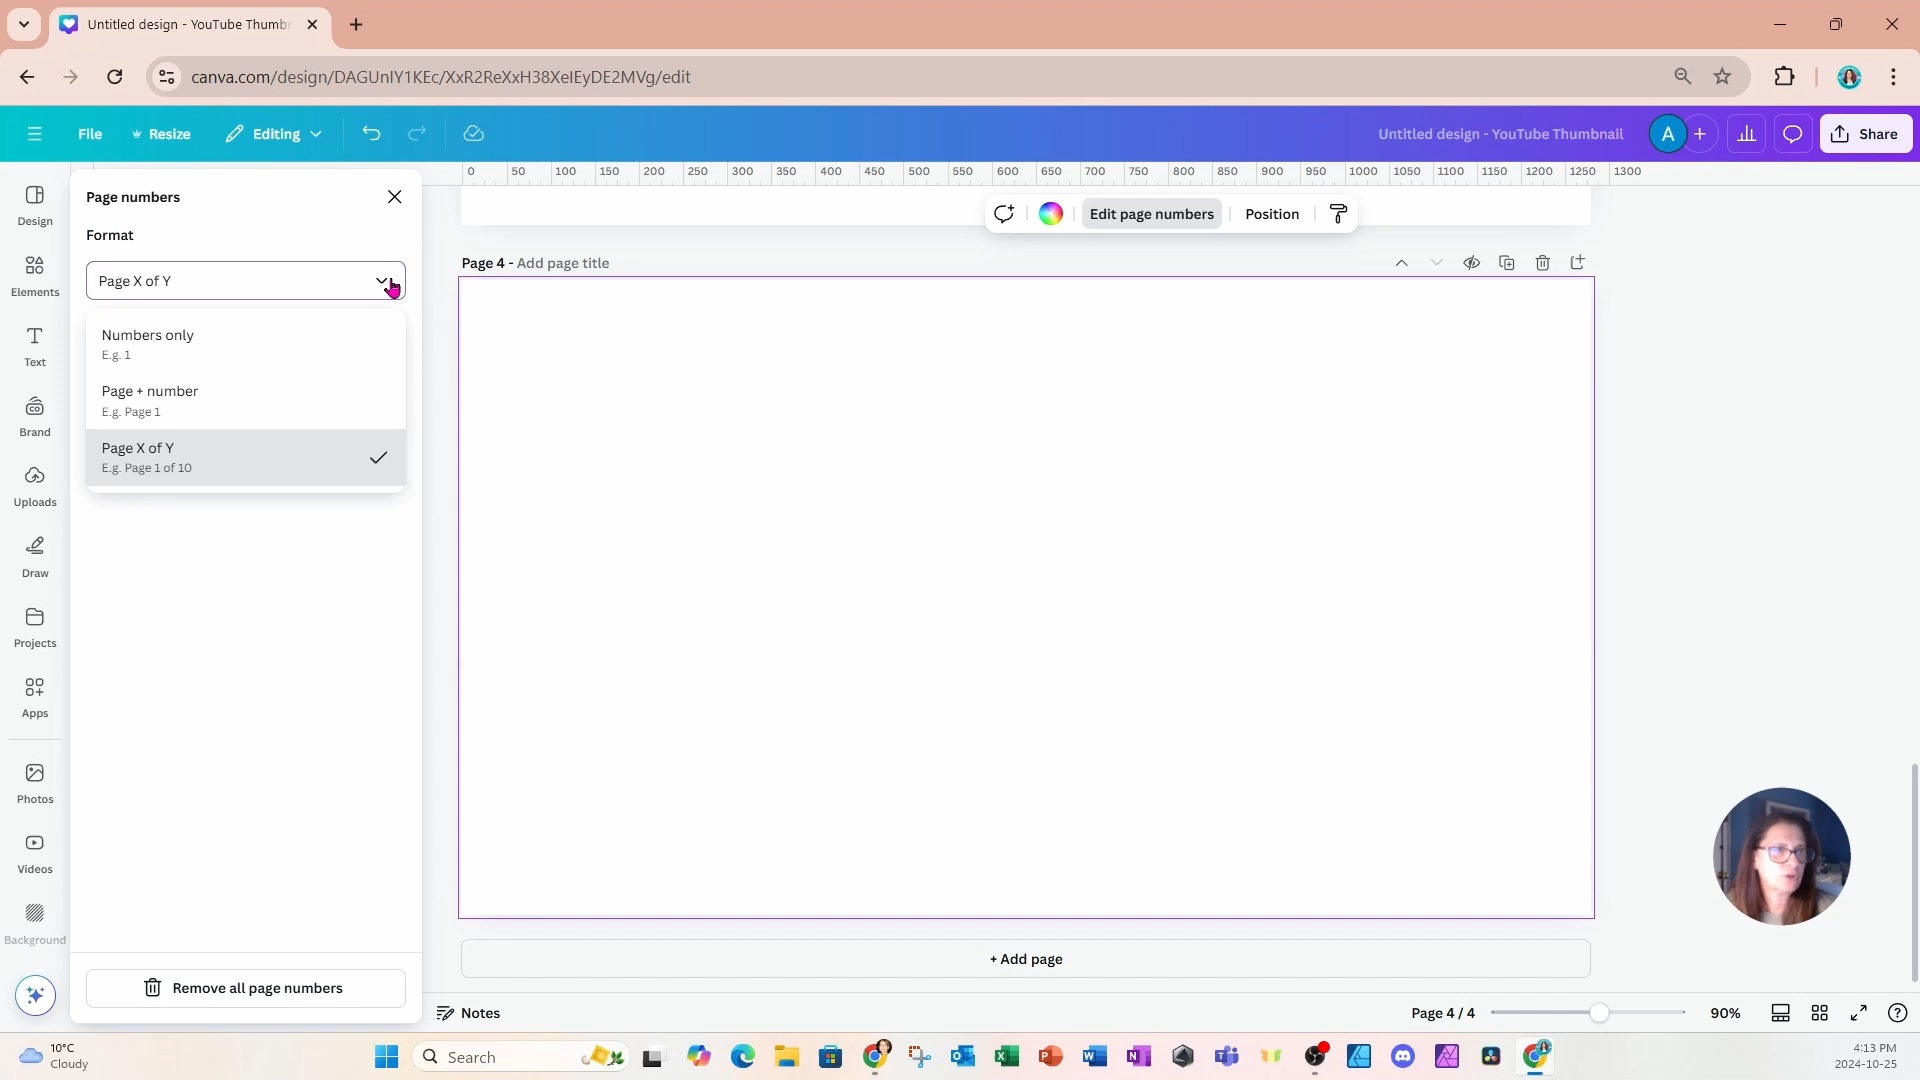 Untitled design - YouTube Thumb
canva.com/design/DAGUnIY1KEc/XxR2ReXxH38XeIEyDE2MVg/edit
File
Resize
Editing
Untitled design - YouTube Thumbnail
A
Share
0 50 100 150 200 250 300 350 400 450 500 550 600 650 700 750 800 850 900 950 1000 1050 1100 1150 1200 1250 1300
Design
Elements
Text
Brand
Uploads
Draw
Projects
Apps
Photos
Videos
Background
Page numbers
Format
Page X of Y
Numbers only
E.g. 1
Page + number
E.g. Page 1
Page X of Y
E.g. Page 1 of 10
Remove all page numbers
Edit page numbers
Position
Page 4 - Add page title
+ Add page
Notes
Page 4 / 4
90%
10°C
Cloudy
Search
4:13 PM
2024-10-25